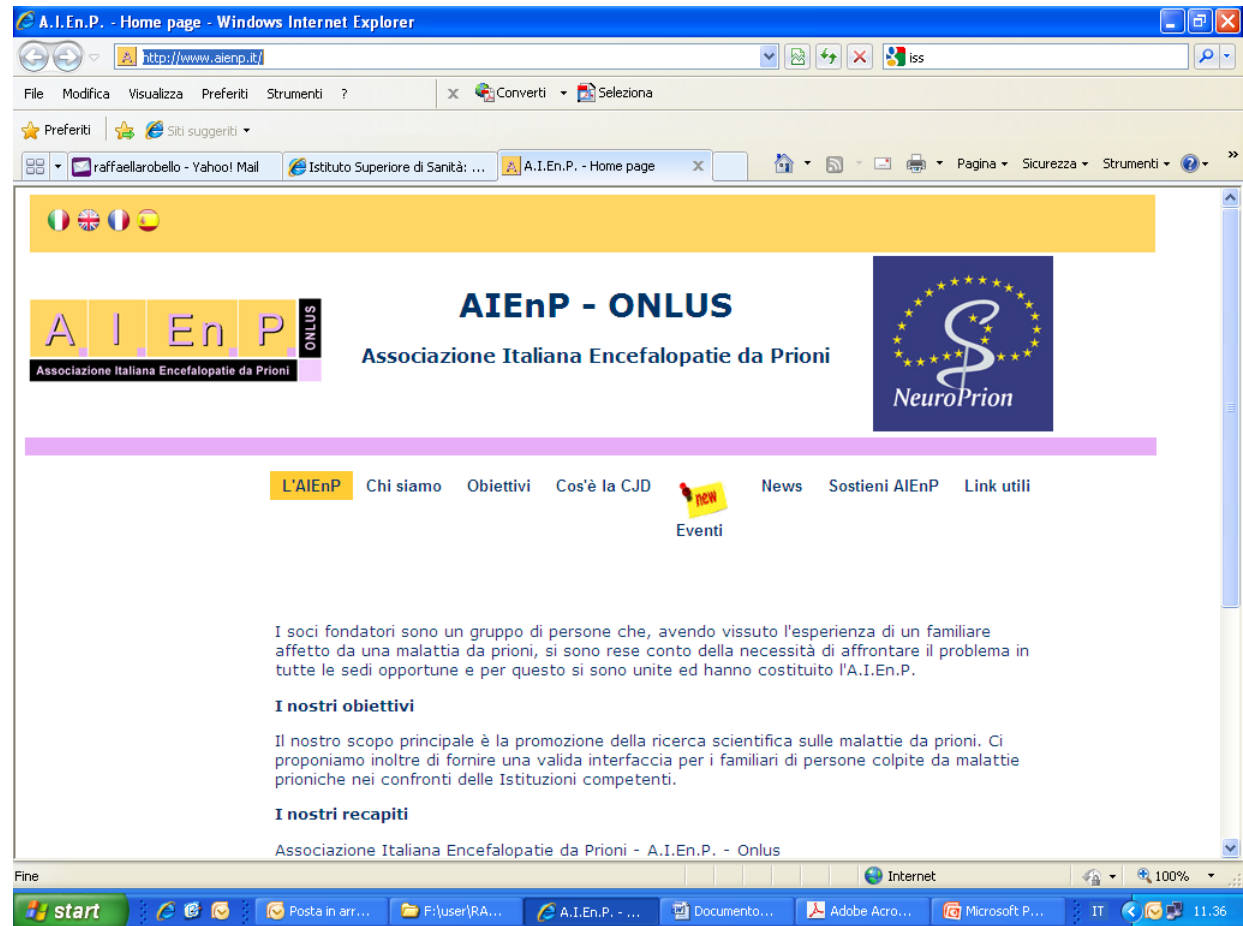 A.I.En.P. - Home page - Windows Internet Explorer
http://www.aienp.it/
iss
File Modifica Visualizza Preferiti Strumenti ? x Converti Seleziona
Preferiti Siti suggeriti
raffaellarobello - Yahoo! Mail Istituto Superiore di Sanità: ... A.I.En.P. - Home page x Pagina Sicurezza Strumenti »
A I En P ONLUS
Associazione Italiana Encefalopatie da Prioni
AIEnP - ONLUS
Associazione Italiana Encefalopatie da Prioni
NeuroPrion
L'AIEnP Chi siamo Obiettivi Cos'è la CJD new Eventi News Sostieni AIEnP Link utili
I soci fondatori sono un gruppo di persone che, avendo vissuto l'esperienza di un familiare
affetto da una malattia da prioni, si sono rese conto della necessità di affrontare il problema in
tutte le sedi opportune e per questo si sono unite ed hanno costituito l'A.I.En.P.
I nostri obiettivi
Il nostro scopo principale è la promozione della ricerca scientifica sulle malattie da prioni. Ci
proponiamo inoltre di fornire una valida interfaccia per i familiari di persone colpite da malattie
prioniche nei confronti delle Istituzioni competenti.
I nostri recapiti
Associazione Italiana Encefalopatie da Prioni - A.I.En.P. - Onlus
Fine Internet 100%
start Posta in arr... F:\user\RA... A.I.En.P. - ... Documento... Adobe Acro... Microsoft P... IT 11.36